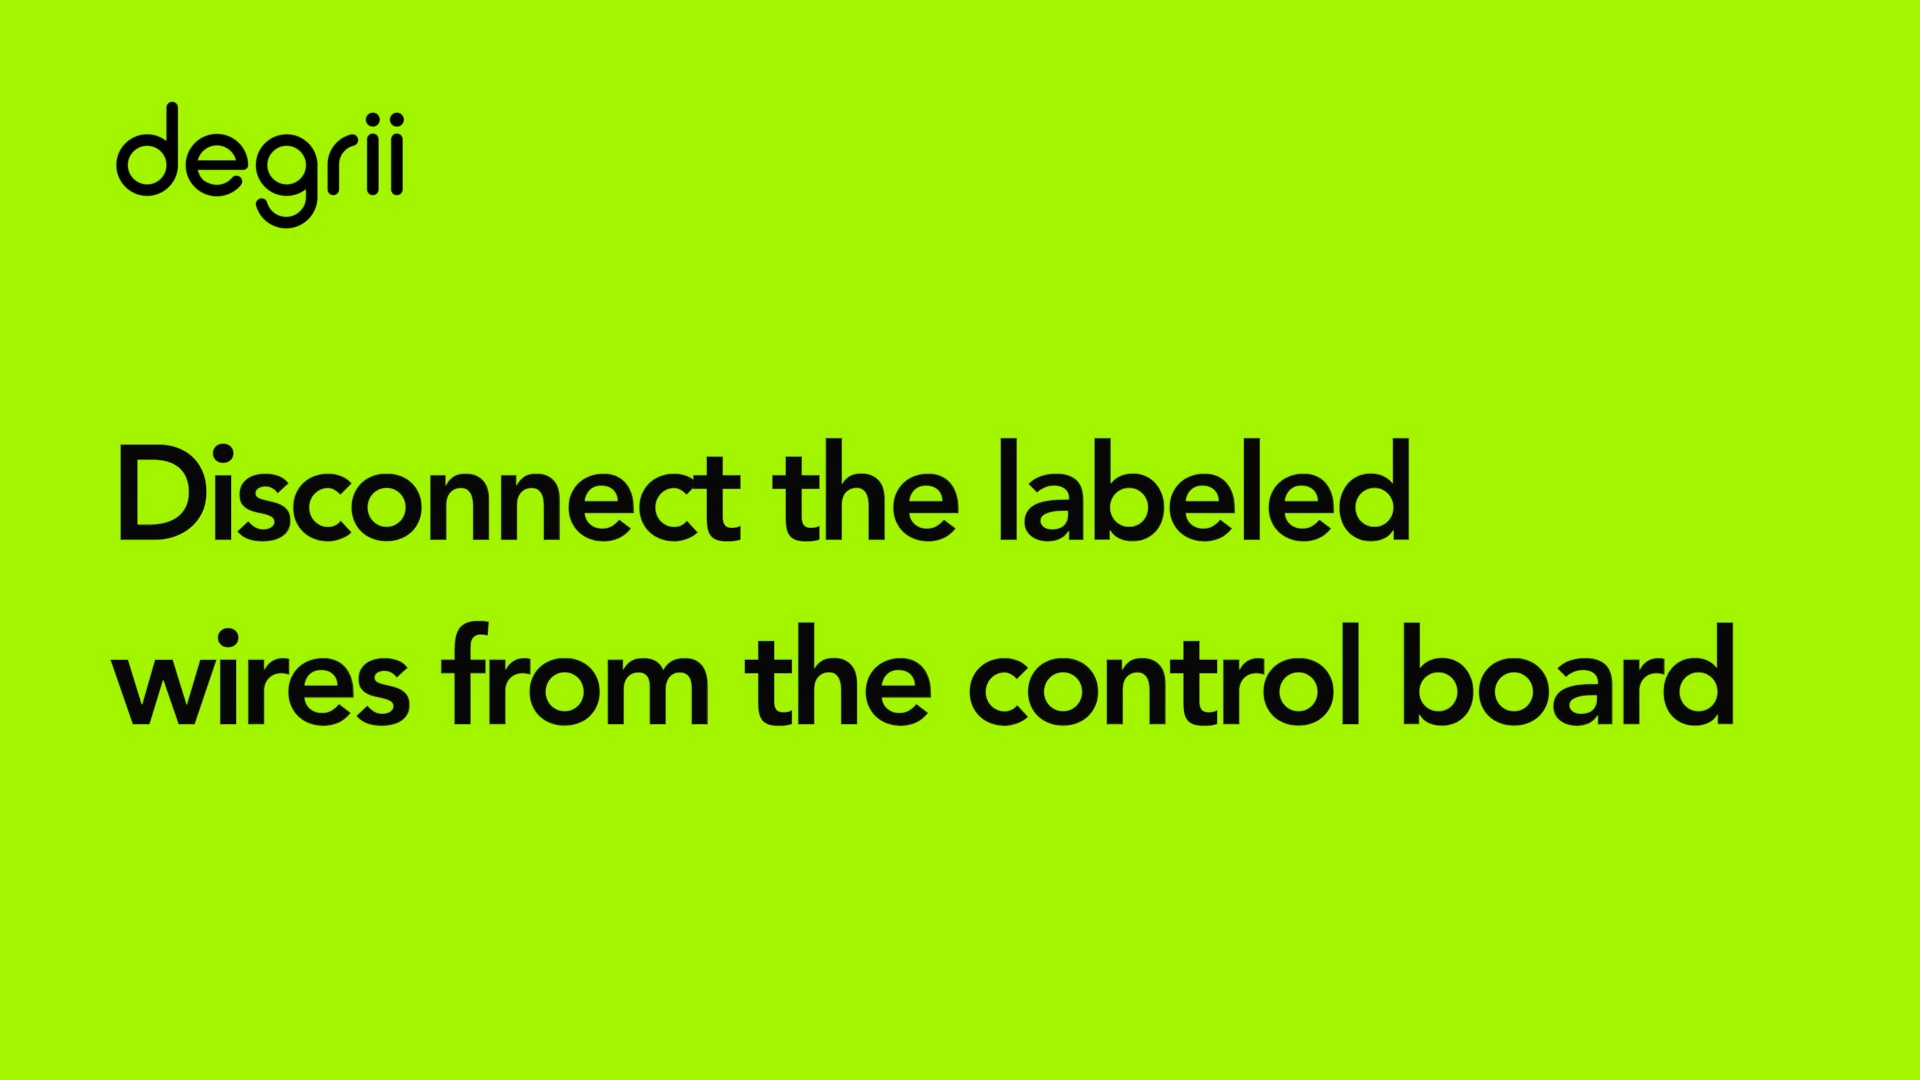 degrii
Disconnect the labeled
wires from the control board